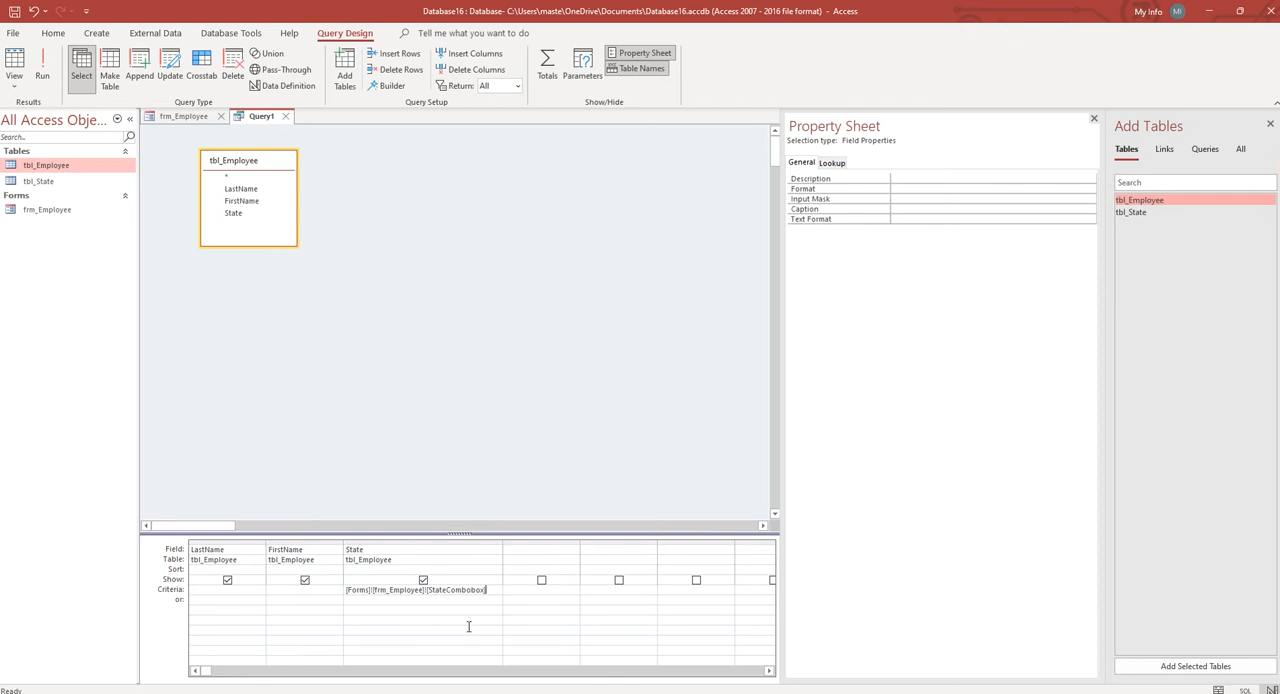 Database16 : Database- C:\Users\maste\OneDrive\Documents\Database16.accdb (Access 2007 - 2016 file format) - Access
My Info
MI
File
Home
Create
External Data
Database Tools
Help
Query Design
Tell me what you want to do
View
Run
Select
Make Table
Append
Update
Crosstab
Delete
Union
Pass-Through
Data Definition
Add Tables
Insert Rows
Delete Rows
Builder
Insert Columns
Delete Columns
Return: All
Totals
Parameters
Property Sheet
Table Names
Results
Query Type
Query Setup
Show/Hide
All Access Obje...
Search...
Tables
tbl_Employee
tbl_State
Forms
frm_Employee
frm_Employee
Query1
tbl_Employee
*
LastName
FirstName
State
Field: LastName FirstName State
Table: tbl_Employee tbl_Employee tbl_Employee
Sort:
Show:
Criteria: [Forms]![frm_Employee]![StateCombobox]
or:
Property Sheet
Selection type: Field Properties
General
Lookup
Description
Format
Input Mask
Caption
Text Format
Add Tables
Tables
Links
Queries
All
Search
tbl_Employee
tbl_State
Add Selected Tables
Ready
SQL